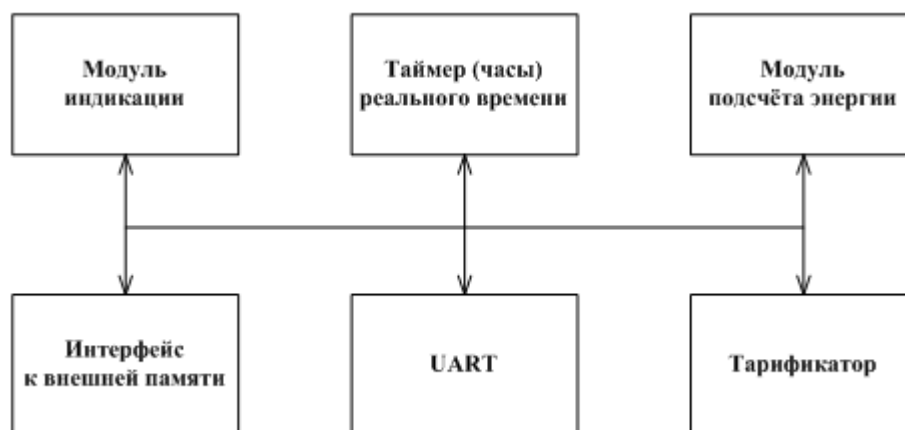 Модуль
индикации
Таймер (часы)
реального времени
Модуль
подсчёта энергии
Интерфейс
к внешней памяти
UART
Тарификатор